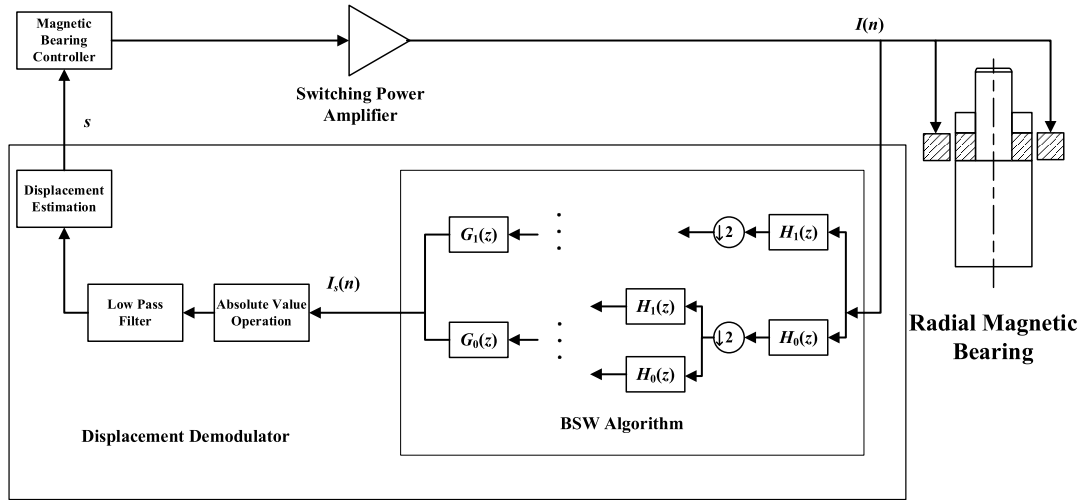 Magnetic
Bearing
Controller
I(n)
Switching Power
Amplifier
s
Displacement
Estimation
G₁(z)
↓2
H₁(z)
Iₛ(n)
Low Pass
Filter
Absolute Value
Operation
H₁(z)
G₀(z)
↓2
H₀(z)
H₀(z)
Radial Magnetic
Bearing
BSW Algorithm
Displacement Demodulator